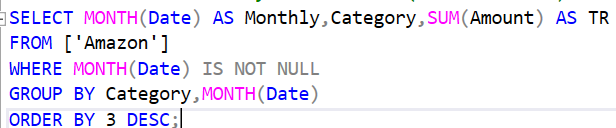 SELECT MONTH(Date) AS Monthly,Category,SUM(Amount) AS TR
FROM ['Amazon']
WHERE MONTH(Date) IS NOT NULL
GROUP BY Category,MONTH(Date)
ORDER BY 3 DESC;